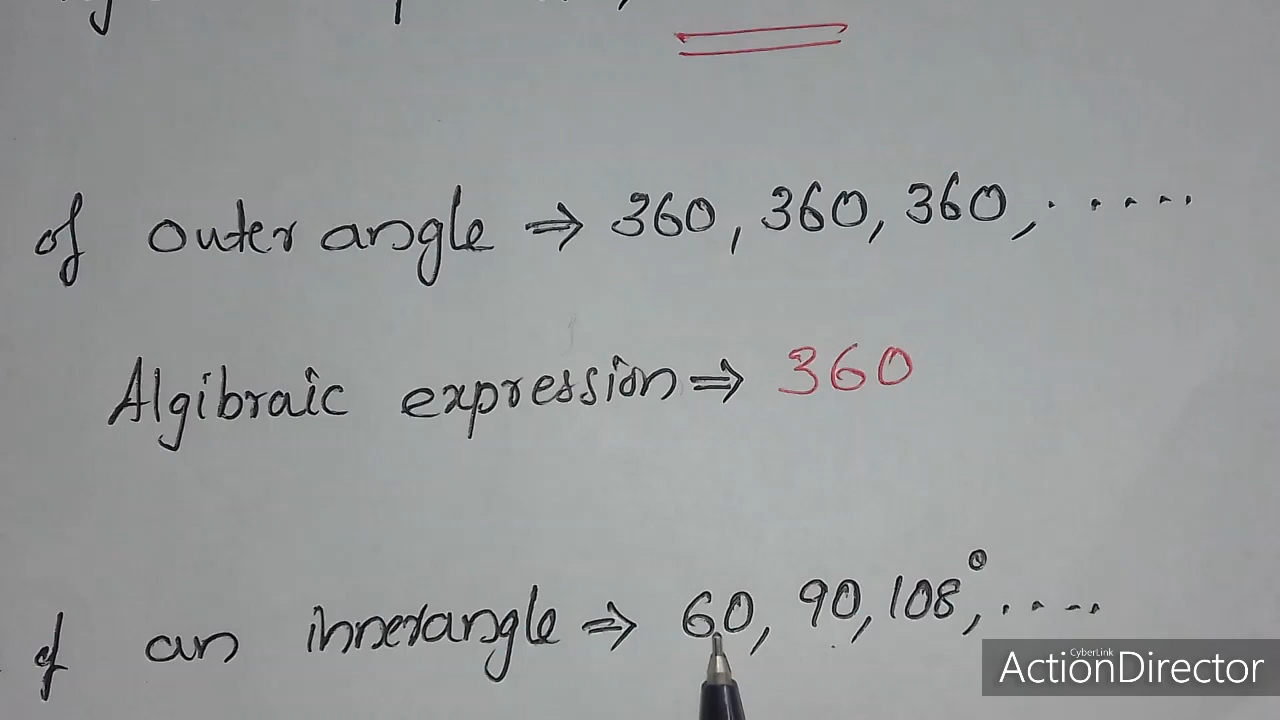 of outer angle ⇒ 360, 360, 360, .....
Algibraic expression ⇒ 360
of an innerangle ⇒ 60, 90, 108°, ....
CyberLink
ActionDirector